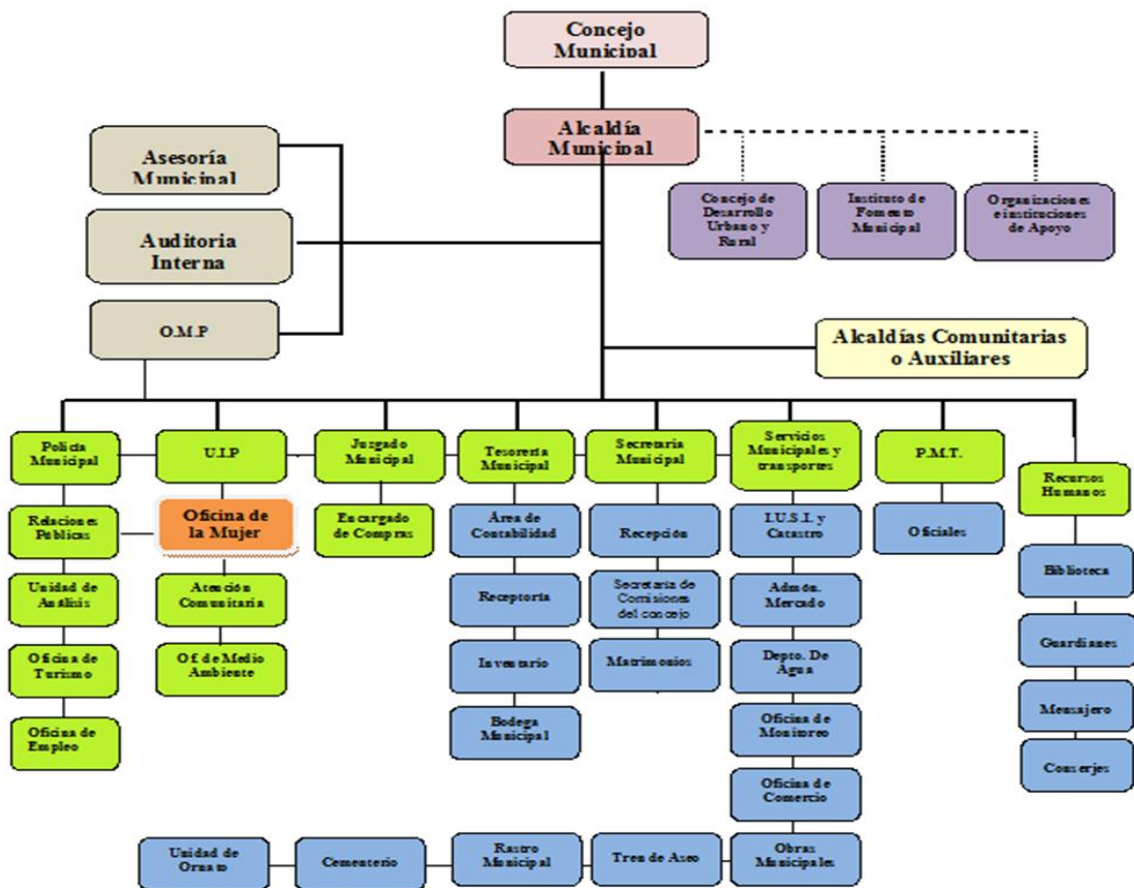 Concejo
Municipal
Alcaldía
Municipal
Asesoría
Municipal
Auditoria
Interna
O.M.P
Concejo de
Desarrollo
Urbano y
Rural
Instituto de
Fomento
Municipal
Organizaciones
e instituciones
de Apoyo
Alcaldías Comunitarias
o Auxiliares
Policía
Municipal
U.I.P
Juzgado
Municipal
Tesorería
Municipal
Secretaria
Municipal
Servicios
Municipales y
transportes
P.M.T.
Recursos
Humanos
Relaciones
Públicas
Oficina de
la Mujer
Encargado
de Compras
Área de
Contabilidad
Recepción
I.U.S.I. y
Catastro
Oficiales
Biblioteca
Unidad de
Análisis
Atención
Comunitaria
Receptoría
Secretaría de
Comisiones
del concejo
Admón.
Mercado
Guardianes
Oficina de
Turismo
Of. de Medio
Ambiente
Inventario
Matrimonios
Depto. De
Agua
Mensajero
Oficina de
Empleo
Bodega
Municipal
Oficina de
Monitoreo
Conserjes
Oficina de
Comercio
Unidad de
Ornato
Cementerio
Rastro
Municipal
Tren de Aseo
Obras
Municipales